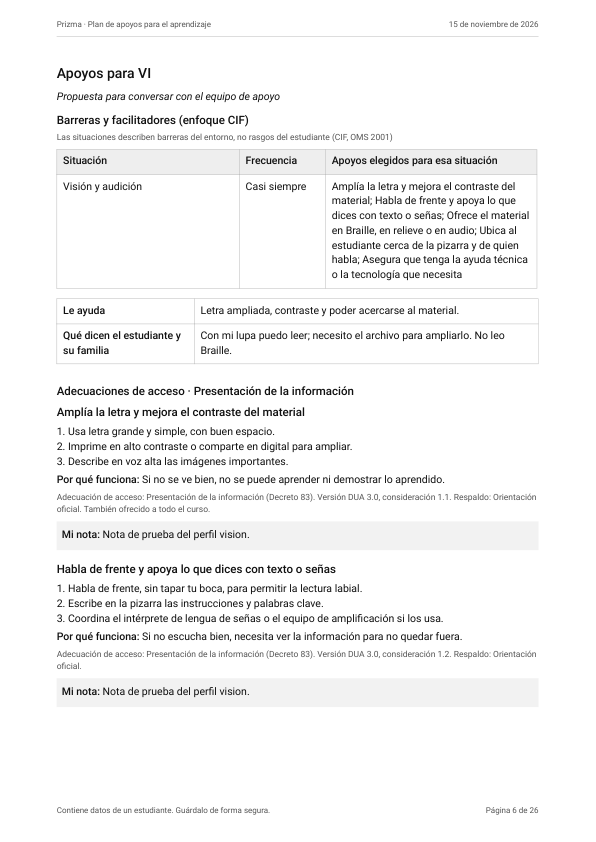 Prizma · Plan de apoyos para el aprendizaje
15 de noviembre de 2026
Apoyos para VI
Propuesta para conversar con el equipo de apoyo
Barreras y facilitadores (enfoque CIF)
Las situaciones describen barreras del entorno, no rasgos del estudiante (CIF, OMS 2001)
Situación
Frecuencia
Apoyos elegidos para esa situación
Visión y audición
Casi siempre
Amplía la letra y mejora el contraste del
material; Habla de frente y apoya lo que
dices con texto o señas; Ofrece el material
en Braille, en relieve o en audio; Ubica al
estudiante cerca de la pizarra y de quien
habla; Asegura que tenga la ayuda técnica
o la tecnología que necesita
Le ayuda
Letra ampliada, contraste y poder acercarse al material.
Qué dicen el estudiante y
su familia
Con mi lupa puedo leer; necesito el archivo para ampliarlo. No leo
Braille.
Adecuaciones de acceso · Presentación de la información
Amplía la letra y mejora el contraste del material
1. Usa letra grande y simple, con buen espacio.
2. Imprime en alto contraste o comparte en digital para ampliar.
3. Describe en voz alta las imágenes importantes.
Por qué funciona: Si no se ve bien, no se puede aprender ni demostrar lo aprendido.
Adecuación de acceso: Presentación de la información (Decreto 83). Versión DUA 3.0, consideración 1.1. Respaldo: Orientación
oficial. También ofrecido a todo el curso.
Mi nota: Nota de prueba del perfil vision.
Habla de frente y apoya lo que dices con texto o señas
1. Habla de frente, sin tapar tu boca, para permitir la lectura labial.
2. Escribe en la pizarra las instrucciones y palabras clave.
3. Coordina el intérprete de lengua de señas o el equipo de amplificación si los usa.
Por qué funciona: Si no escucha bien, necesita ver la información para no quedar fuera.
Adecuación de acceso: Presentación de la información (Decreto 83). Versión DUA 3.0, consideración 1.2. Respaldo: Orientación
oficial.
Mi nota: Nota de prueba del perfil vision.
Contiene datos de un estudiante. Guárdalo de forma segura.
Página 6 de 26